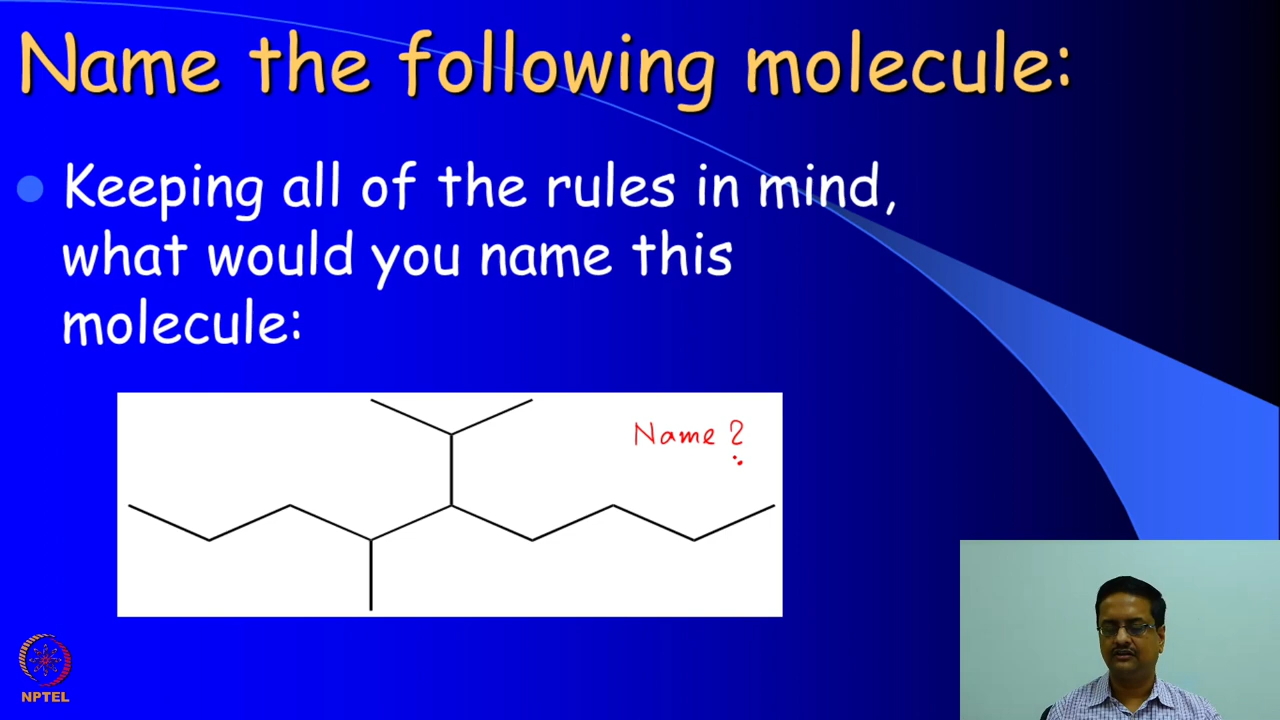 Name the following molecule:
Keeping all of the rules in mind,
what would you name this
molecule:
Name ?
NPTEL